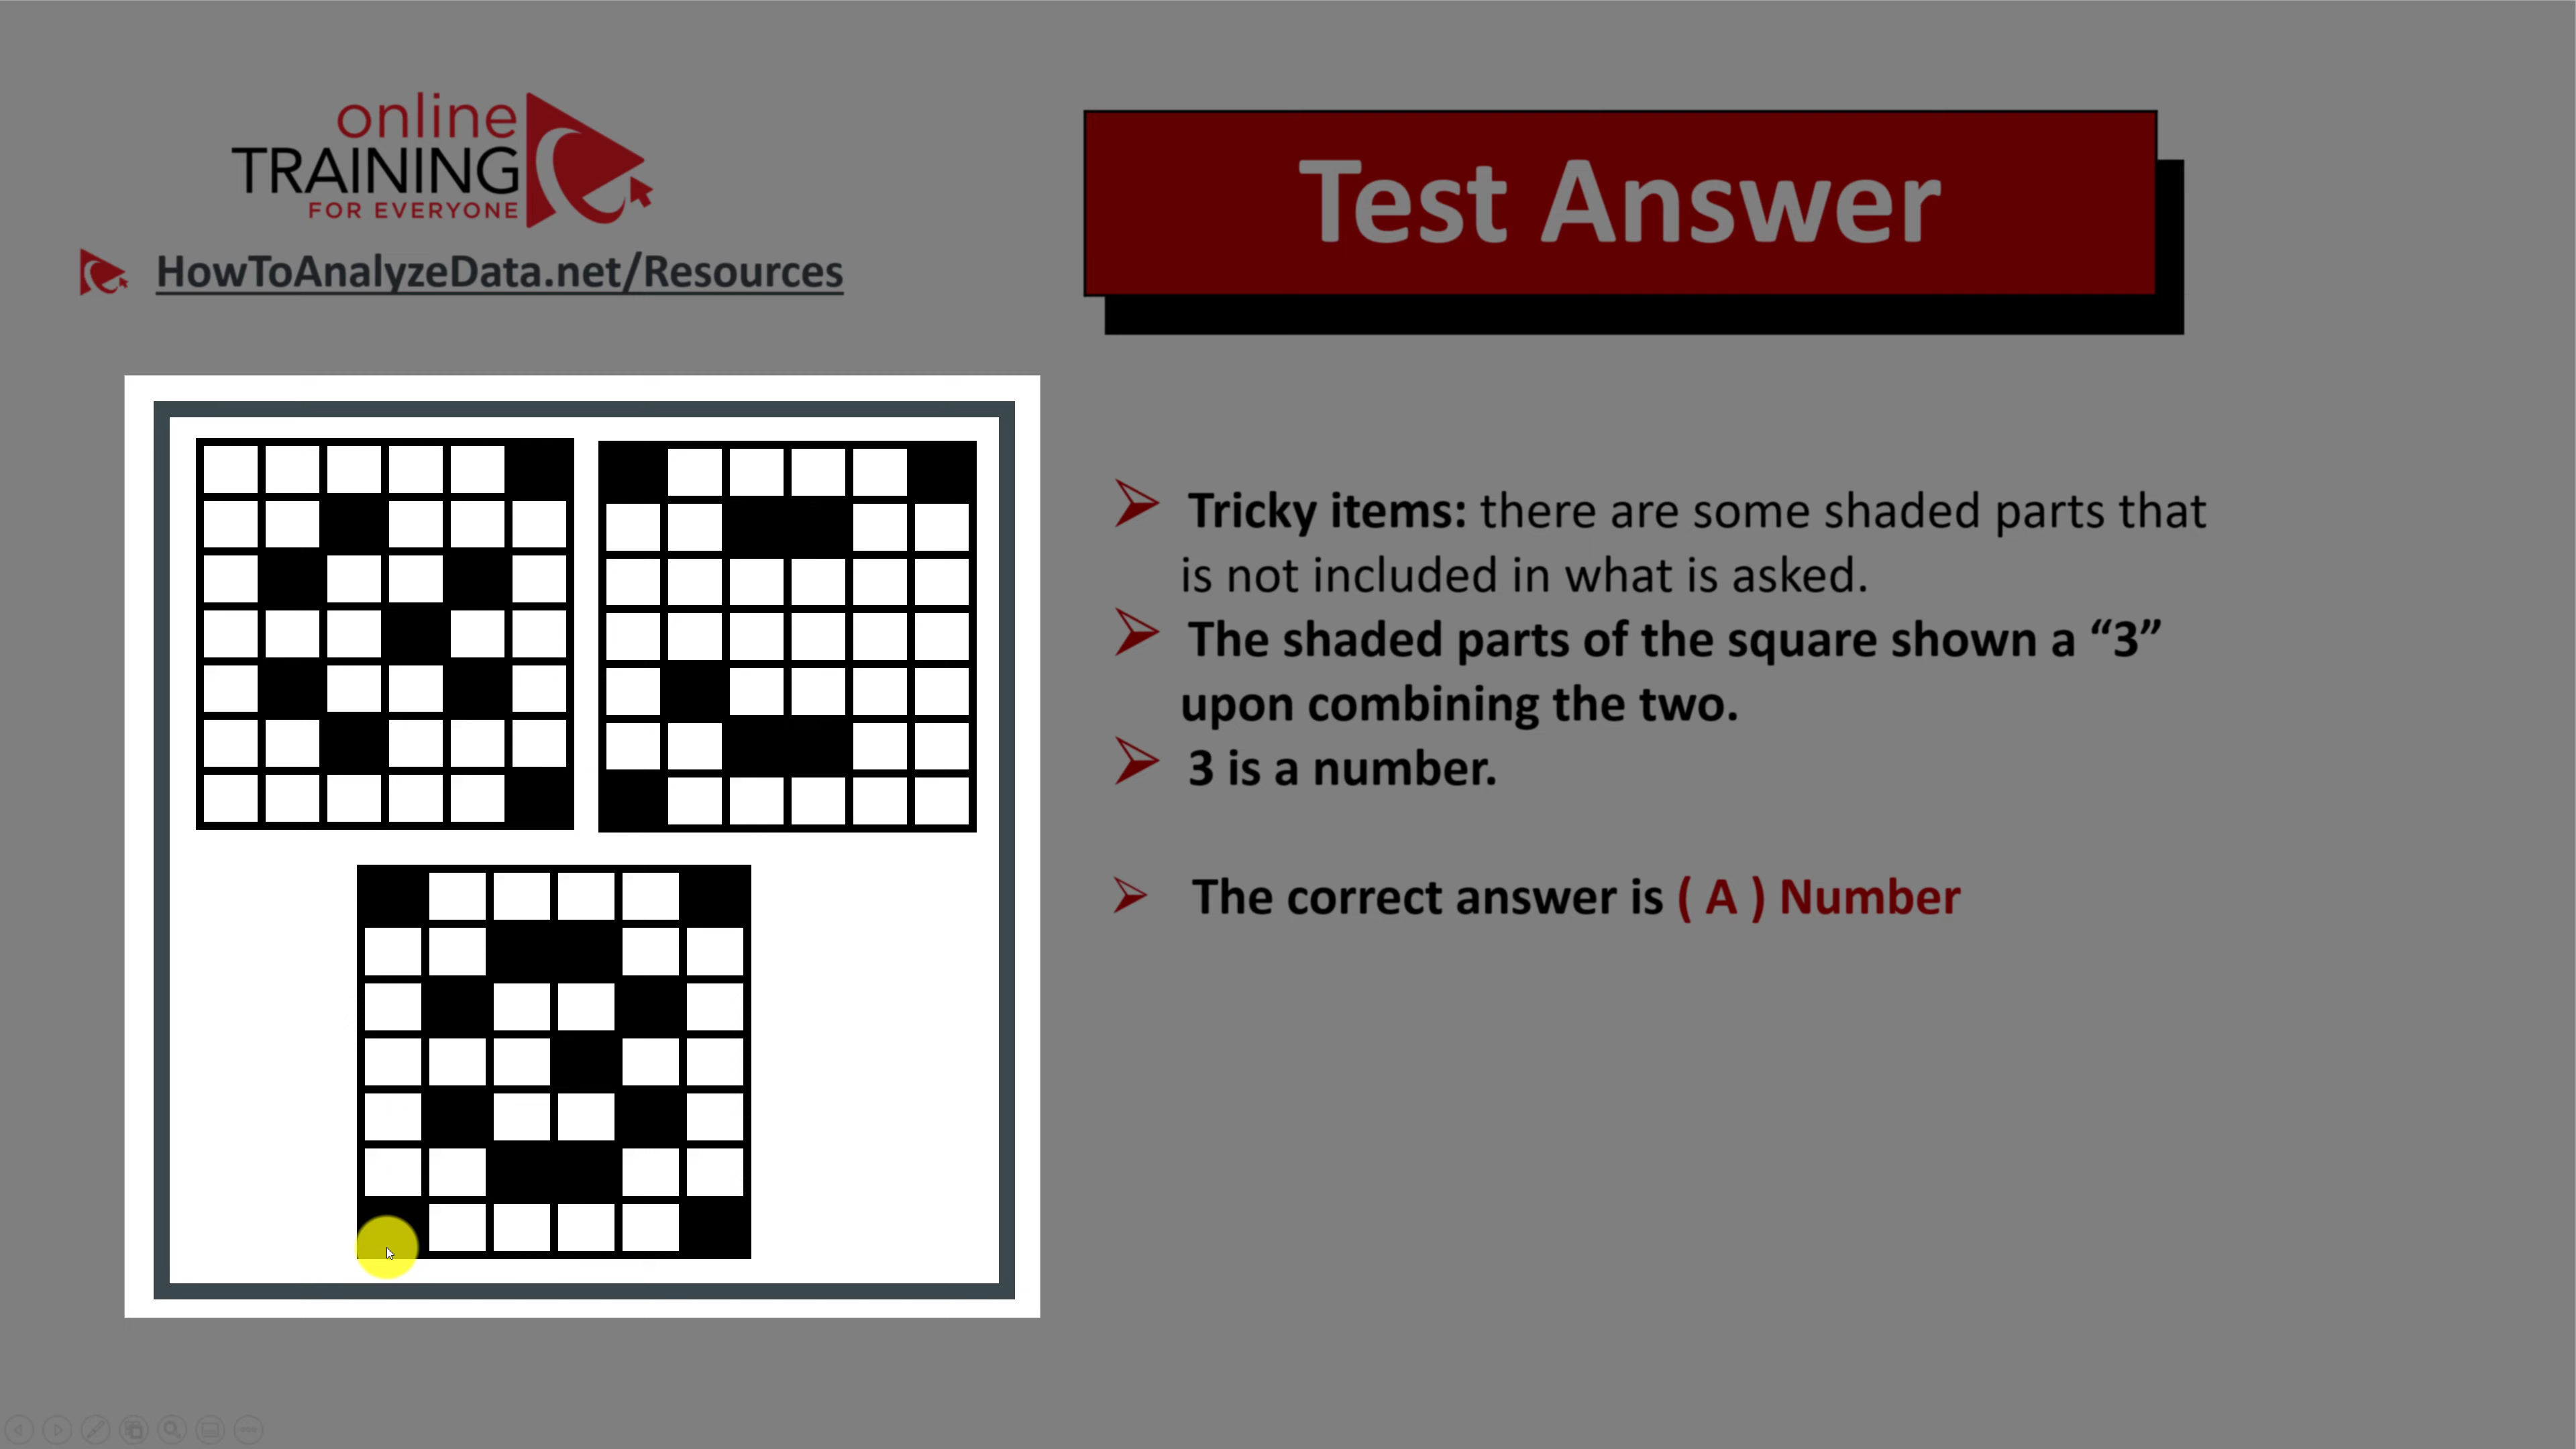 online
TRAINING
FOR EVERYONE
HowToAnalyzeData.net/Resources
Test Answer
Tricky items: there are some shaded parts that
is not included in what is asked.
The shaded parts of the square shown a “3”
upon combining the two.
3 is a number.
The correct answer is ( A ) Number